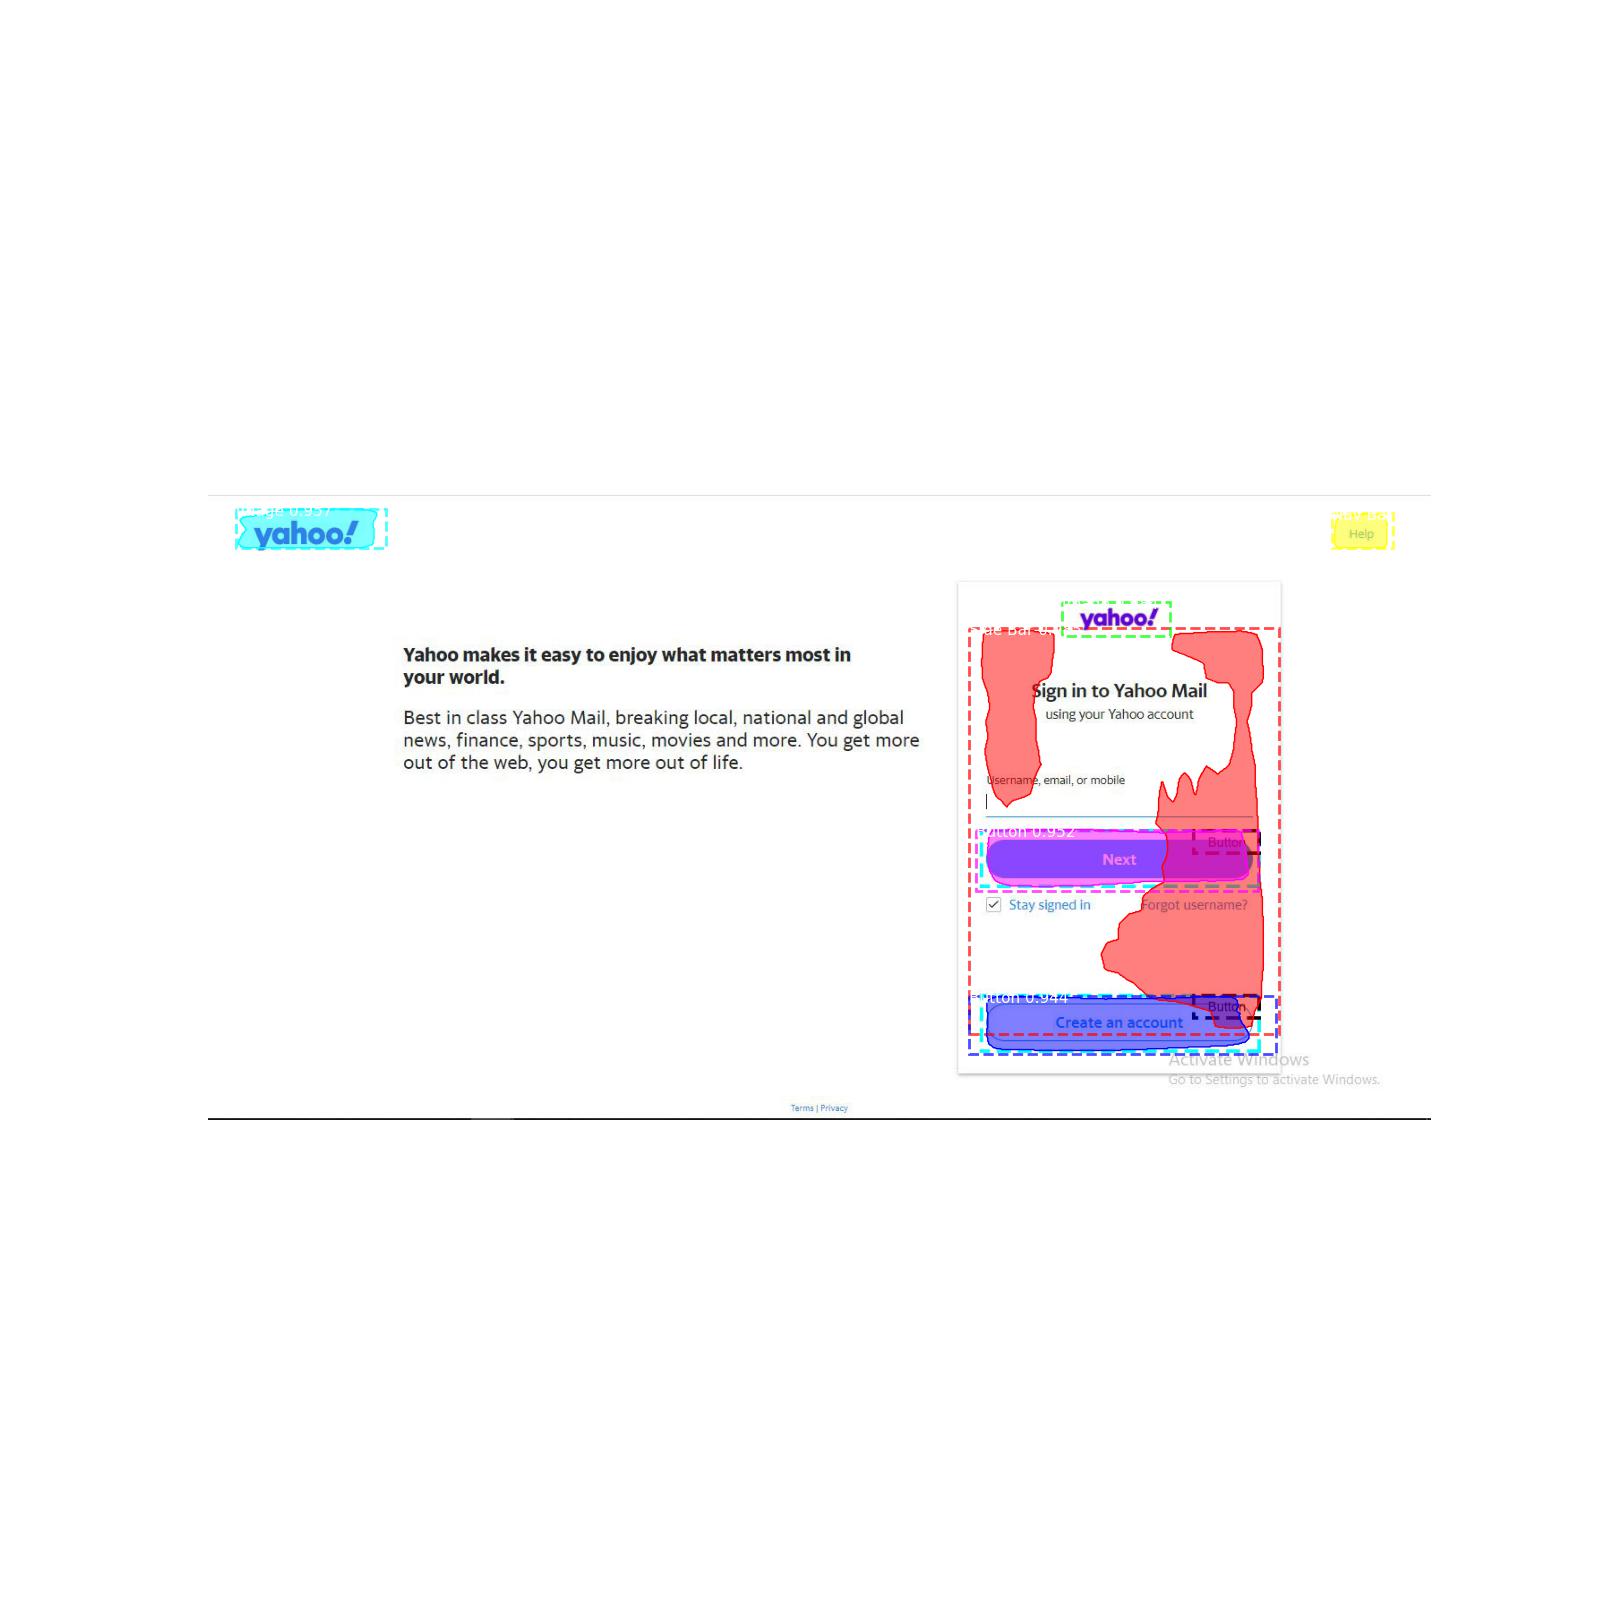 yahoo!
Help
yahoo!
Yahoo makes it easy to enjoy what matters most in
your world.
Best in class Yahoo Mail, breaking local, national and global
news, finance, sports, music, movies and more. You get more
out of the web, you get more out of life.
Sign in to Yahoo Mail
using your Yahoo account
Username, email, or mobile
Button 0.952
Button
Next
Stay signed in
Forgot username?
Button 0.944
Button
Create an account
Activate Windows
Go to Settings to activate Windows.
Terms | Privacy